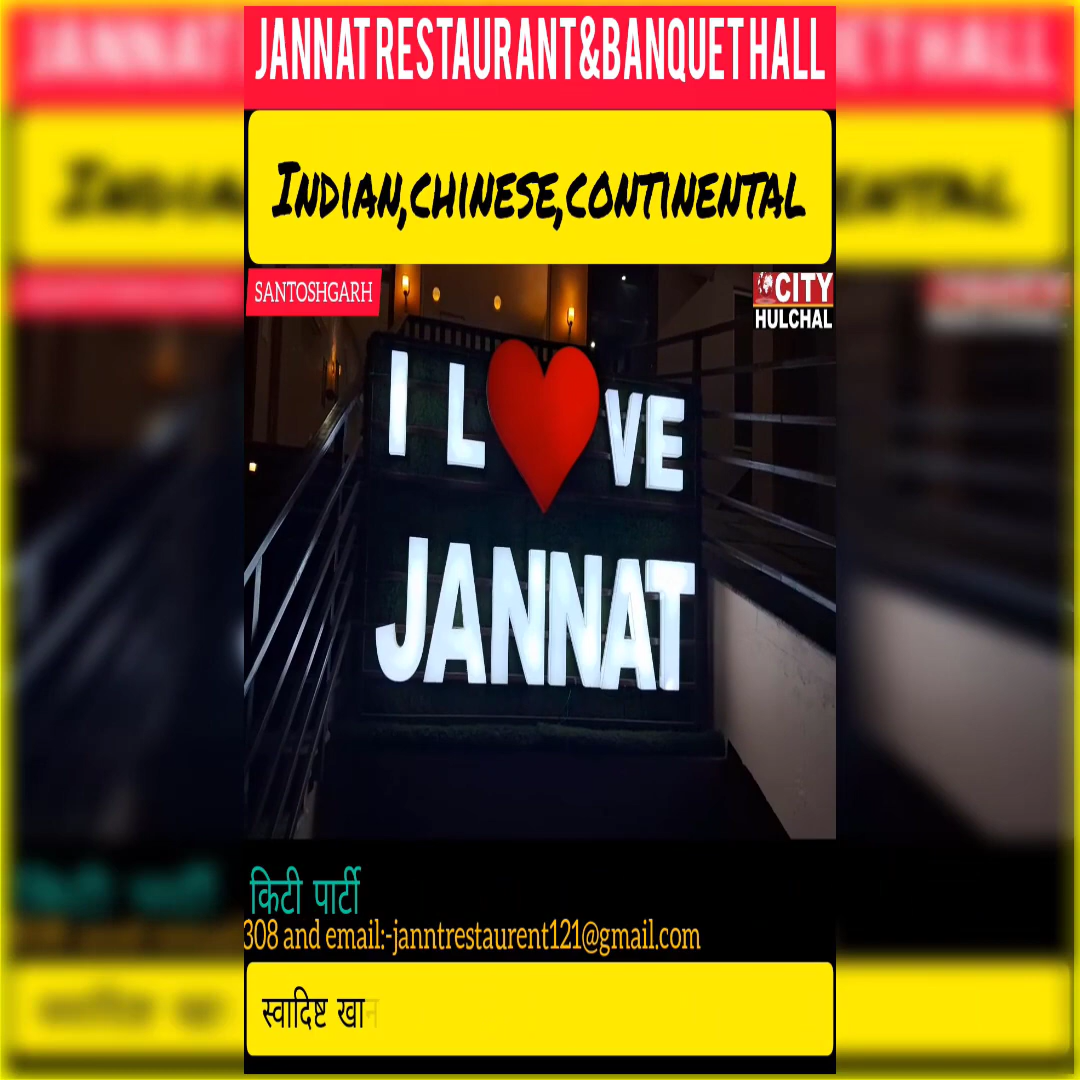 JANNAT RESTAURANT&BANQUET HALL
INDIAN,CHINESE,CONTINENTAL
SANTOSHGARH
CITY
HULCHAL
I L VE
JANNAT
किटी पार्टी
308 and email:-janntrestaurent121@gmail.com
स्वादिष्ट खान